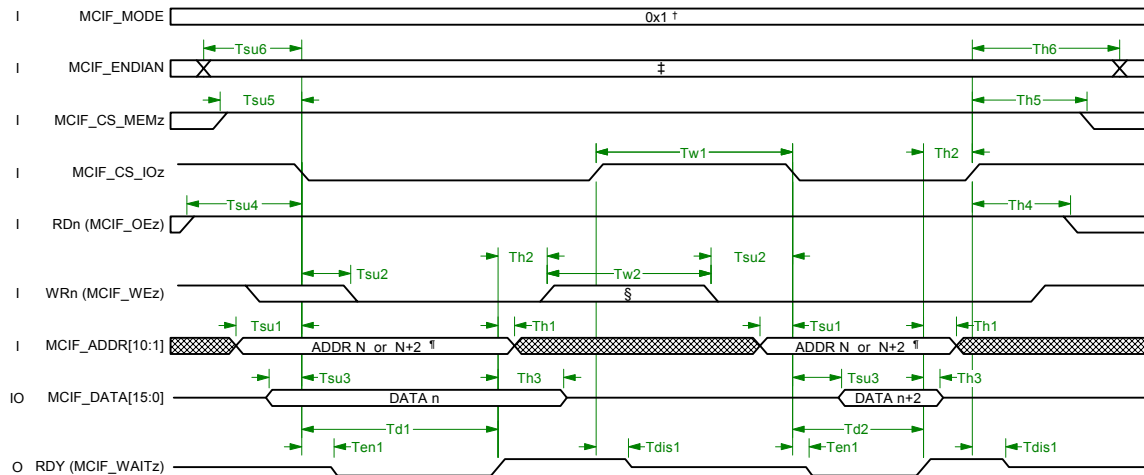 I MCIF_MODE 0x1 †
Tsu6 Th6
I MCIF_ENDIAN ‡
Tsu5 Th5
I MCIF_CS_MEMz
Tw1 Th2
I MCIF_CS_IOz
Tsu4 Th4
I RDn (MCIF_OEz)
Tsu2 Th2 Tw2 Tsu2
I WRn (MCIF_WEz) §
Tsu1 Th1 Tsu1 Th1
I MCIF_ADDR[10:1] ADDR N or N+2 ¶ ADDR N or N+2 ¶
Tsu3 Th3 Tsu3 Th3
IO MCIF_DATA[15:0] DATA n DATA n+2
Td1 Td2
Ten1 Tdis1 Ten1 Tdis1
O RDY (MCIF_WAITz)